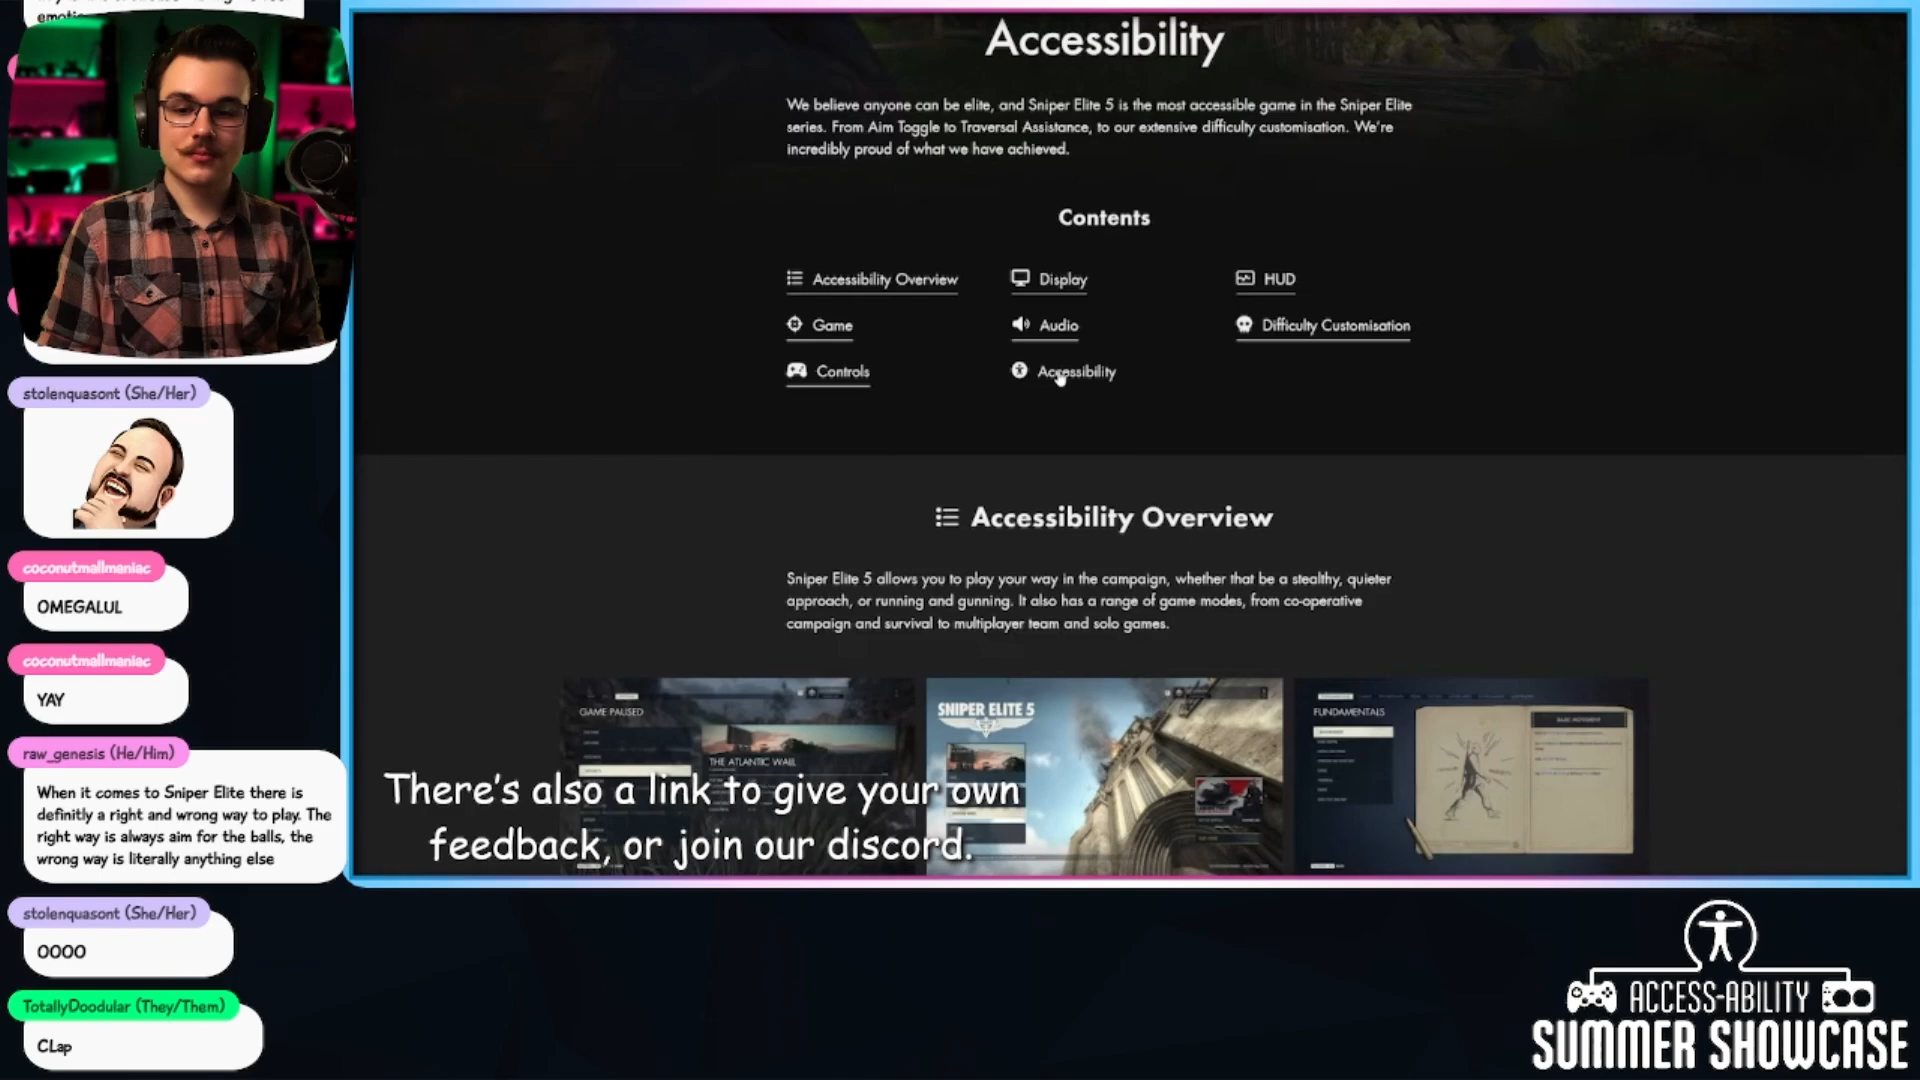 emotio
stolenquasont (She/Her)
coconutmallmaniac
OMEGALUL
coconutmallmaniac
YAY
raw_genesis (He/Him)
When it comes to Sniper Elite there is
definitly a right and wrong way to play. The
right way is always aim for the balls, the
wrong way is literally anything else
stolenquasont (She/Her)
OOOO
TotallyDoodular (They/Them)
CLap
Accessibility
We believe anyone can be elite, and Sniper Elite 5 is the most accessible game in the Sniper Elite
series. From Aim Toggle to Traversal Assistance, to our extensive difficulty customisation. We're
incredibly proud of what we have achieved.
Contents
Accessibility Overview
Display
HUD
Game
Audio
Difficulty Customisation
Controls
Accessibility
Accessibility Overview
Sniper Elite 5 allows you to play your way in the campaign, whether that be a stealthy, quieter
approach, or running and gunning. It also has a range of game modes, from co-operative
campaign and survival to multiplayer team and solo games.
GAME PAUSED
THE ATLANTIC WALL
SNIPER ELITE 5
FUNDAMENTALS
BASIC MOVEMENT
There's also a link to give your own
feedback, or join our discord.
ACCESS-ABILITY
SUMMER SHOWCASE